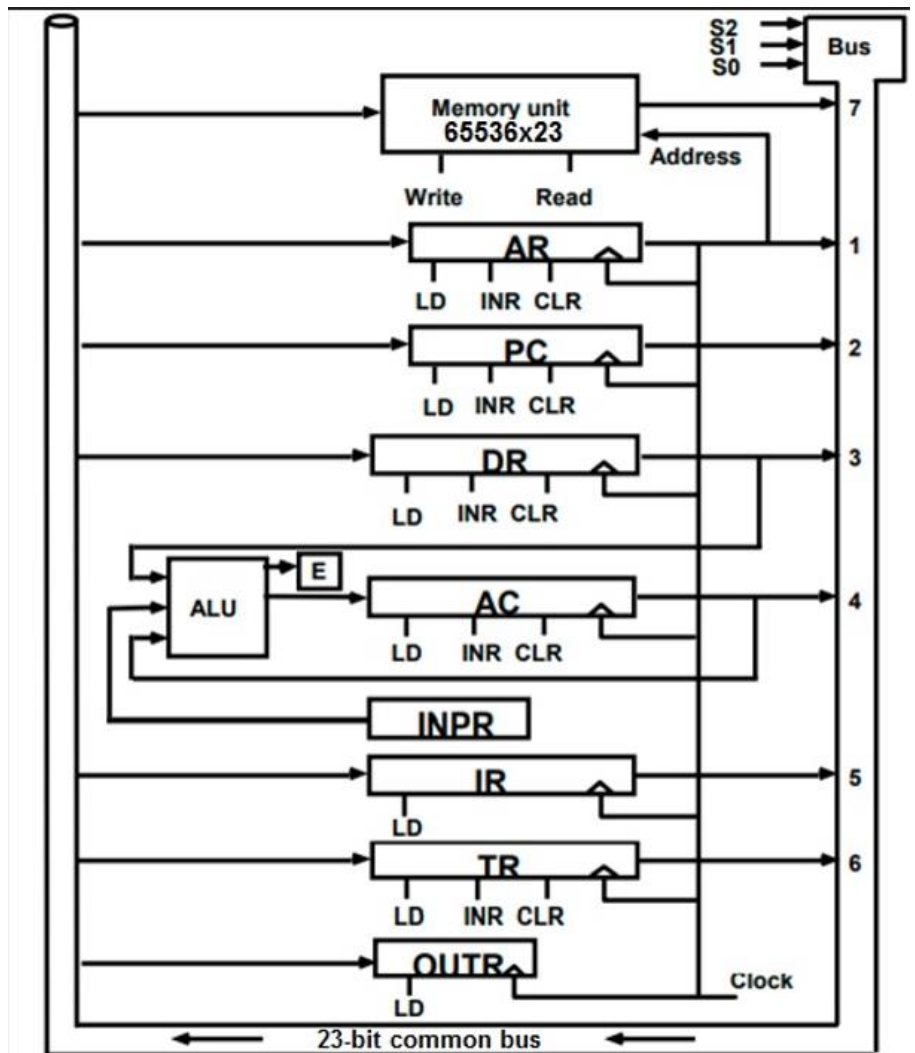 S2
S1
S0
Bus
Memory unit
65536x23
7
Address
Write Read
AR
1
LD INR CLR
PC
2
LD INR CLR
DR
3
LD INR CLR
E
ALU
AC
4
LD INR CLR
INPR
IR
5
LD
TR
6
LD INR CLR
OUTR
Clock
LD
23-bit common bus